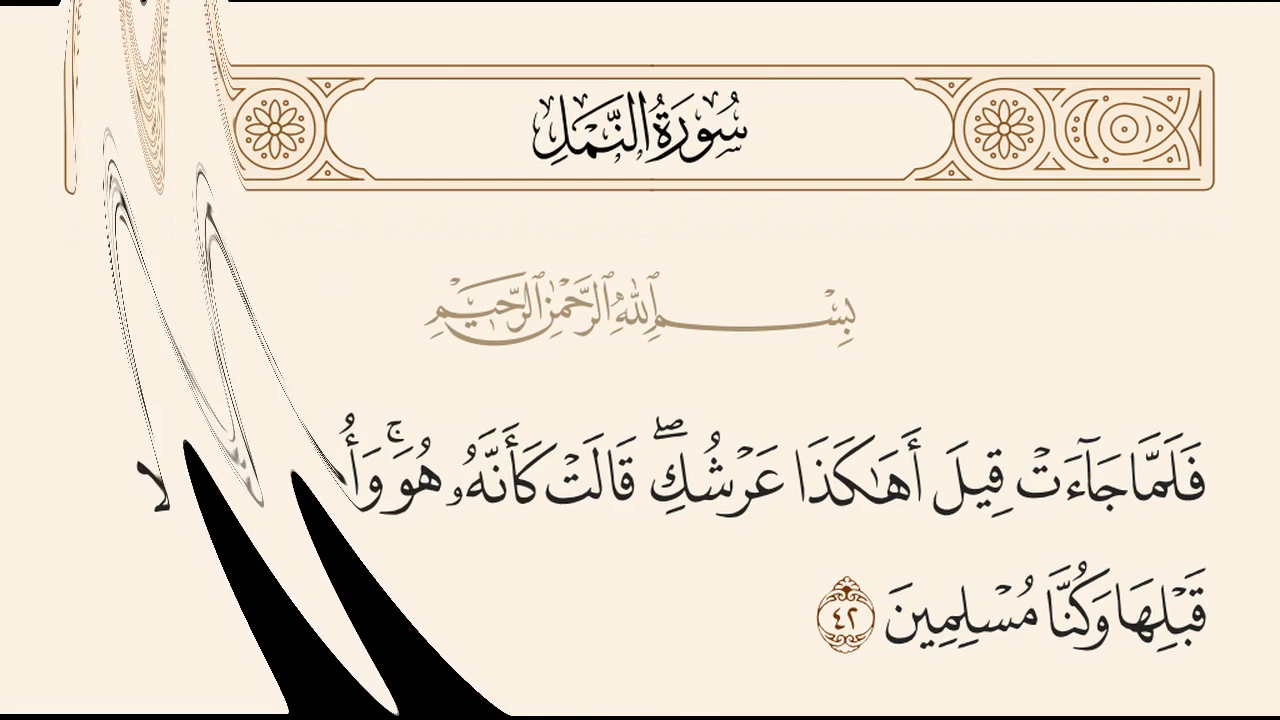 سُورَةُ النَّمْلِ
بِسْمِ ٱللَّهِ ٱلرَّحْمَٰنِ ٱلرَّحِيمِ
فَلَمَّا جَآءَتْ قِيلَ أَهَٰكَذَا عَرْشُكِ ۖ قَالَتْ كَأَنَّهُۥ هُوَ ۚ
قَبْلِهَا وَكُنَّا مُسْلِمِينَ ٤٢